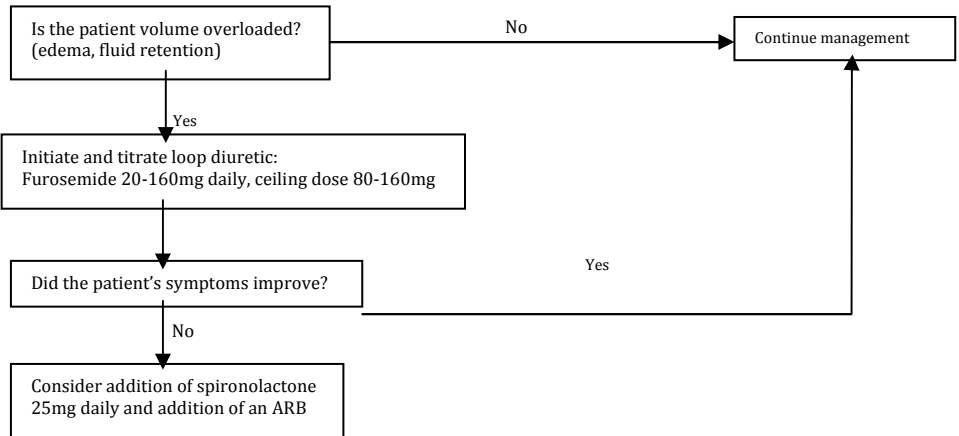 Is the patient volume overloaded?
(edema, fluid retention)
No
Continue management
Yes
Initiate and titrate loop diuretic:
Furosemide 20-160mg daily, ceiling dose 80-160mg
Did the patient's symptoms improve?
Yes
No
Consider addition of spironolactone
25mg daily and addition of an ARB